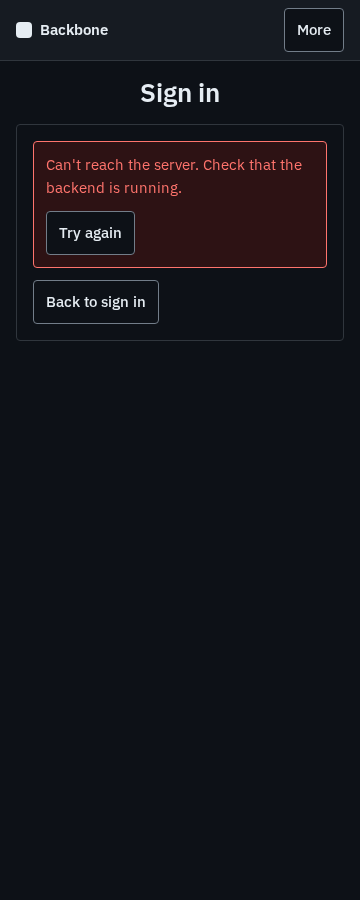 Backbone
More
Sign in
Can't reach the server. Check that the
backend is running.
Try again
Back to sign in